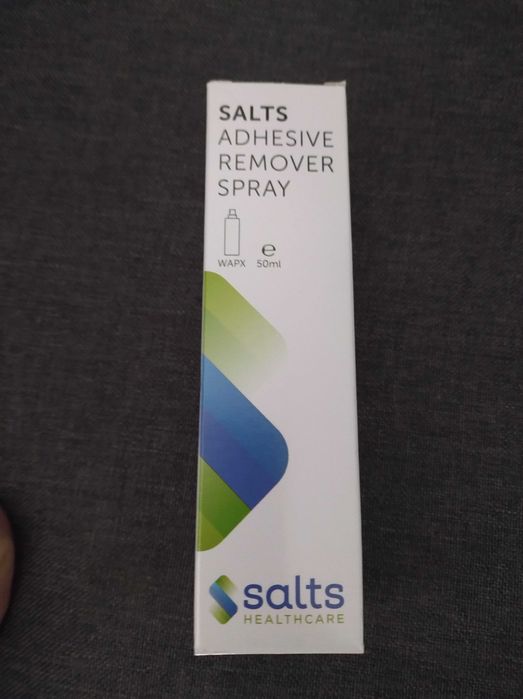 SALTS
ADHESIVE
REMOVER
SPRAY
WAPX ℮ 50ml
salts
HEALTHCARE